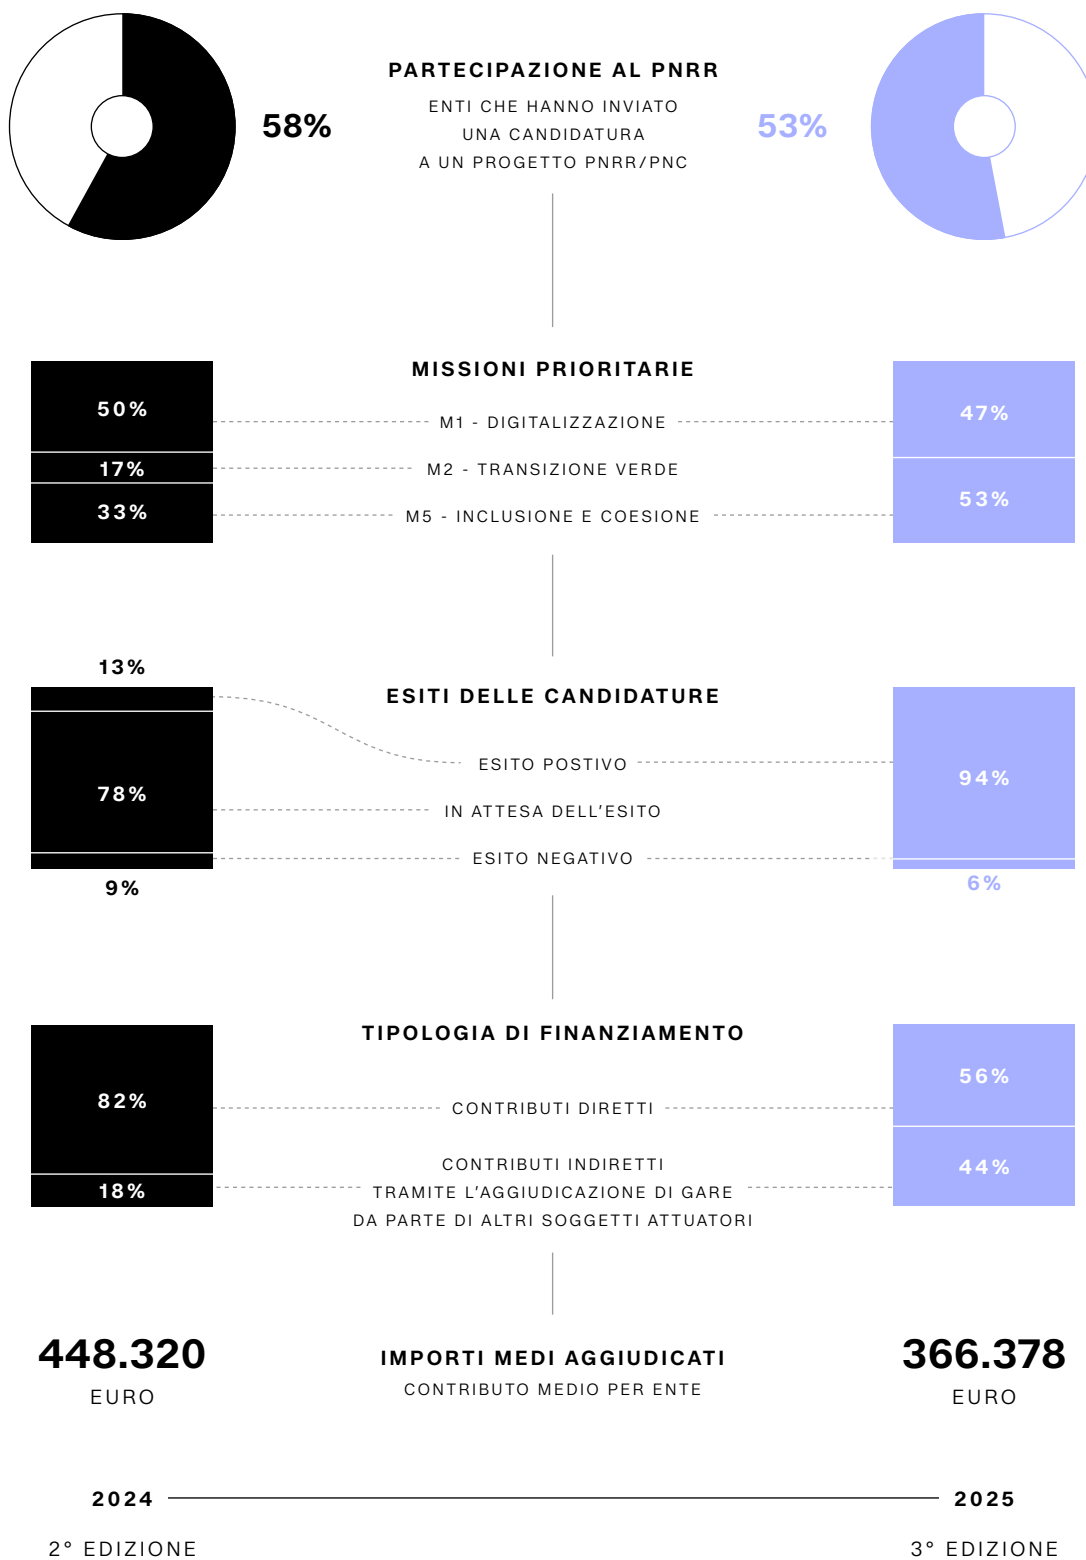 PARTECIPAZIONE AL PNRR
ENTI CHE HANNO INVIATO
UNA CANDIDATURA
A UN PROGETTO PNRR/PNC
58%
53%
MISSIONI PRIORITARIE
50%
M1 - DIGITALIZZAZIONE
47%
17%
M2 - TRANSIZIONE VERDE
33%
M5 - INCLUSIONE E COESIONE
53%
13%
ESITI DELLE CANDIDATURE
ESITO POSTIVO
94%
78%
IN ATTESA DELL'ESITO
ESITO NEGATIVO
9%
6%
TIPOLOGIA DI FINANZIAMENTO
82%
CONTRIBUTI DIRETTI
56%
CONTRIBUTI INDIRETTI
TRAMITE L'AGGIUDICAZIONE DI GARE
DA PARTE DI ALTRI SOGGETTI ATTUATORI
18%
44%
448.320
EURO
IMPORTI MEDI AGGIUDICATI
CONTRIBUTO MEDIO PER ENTE
366.378
EURO
2024
2025
2° EDIZIONE
3° EDIZIONE